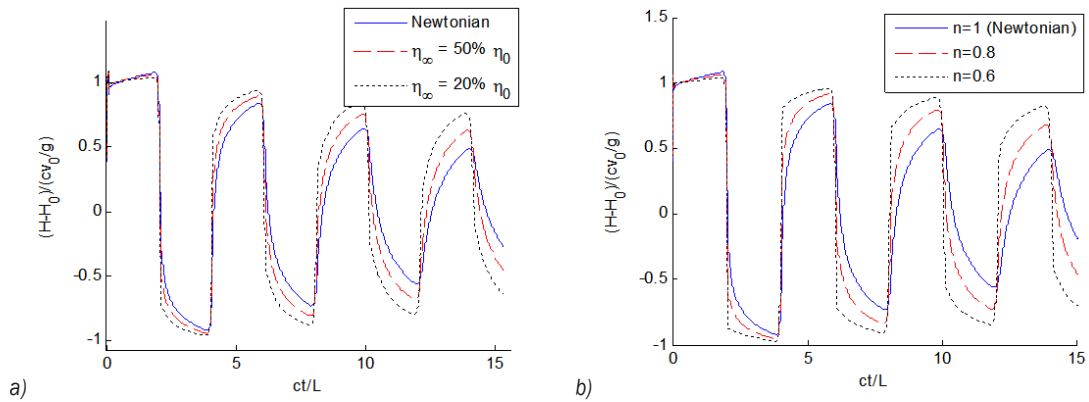 Newtonian
η∞ = 50% η0
η∞ = 20% η0
1
0.5
0
-0.5
-1
0
5
10
15
(H-H0)/(cv0/g)
ct/L
a)
n=1 (Newtonian)
n=0.8
n=0.6
1.5
1
0.5
0
-0.5
-1
0
5
10
15
(H-H0)/(cv0/g)
ct/L
b)